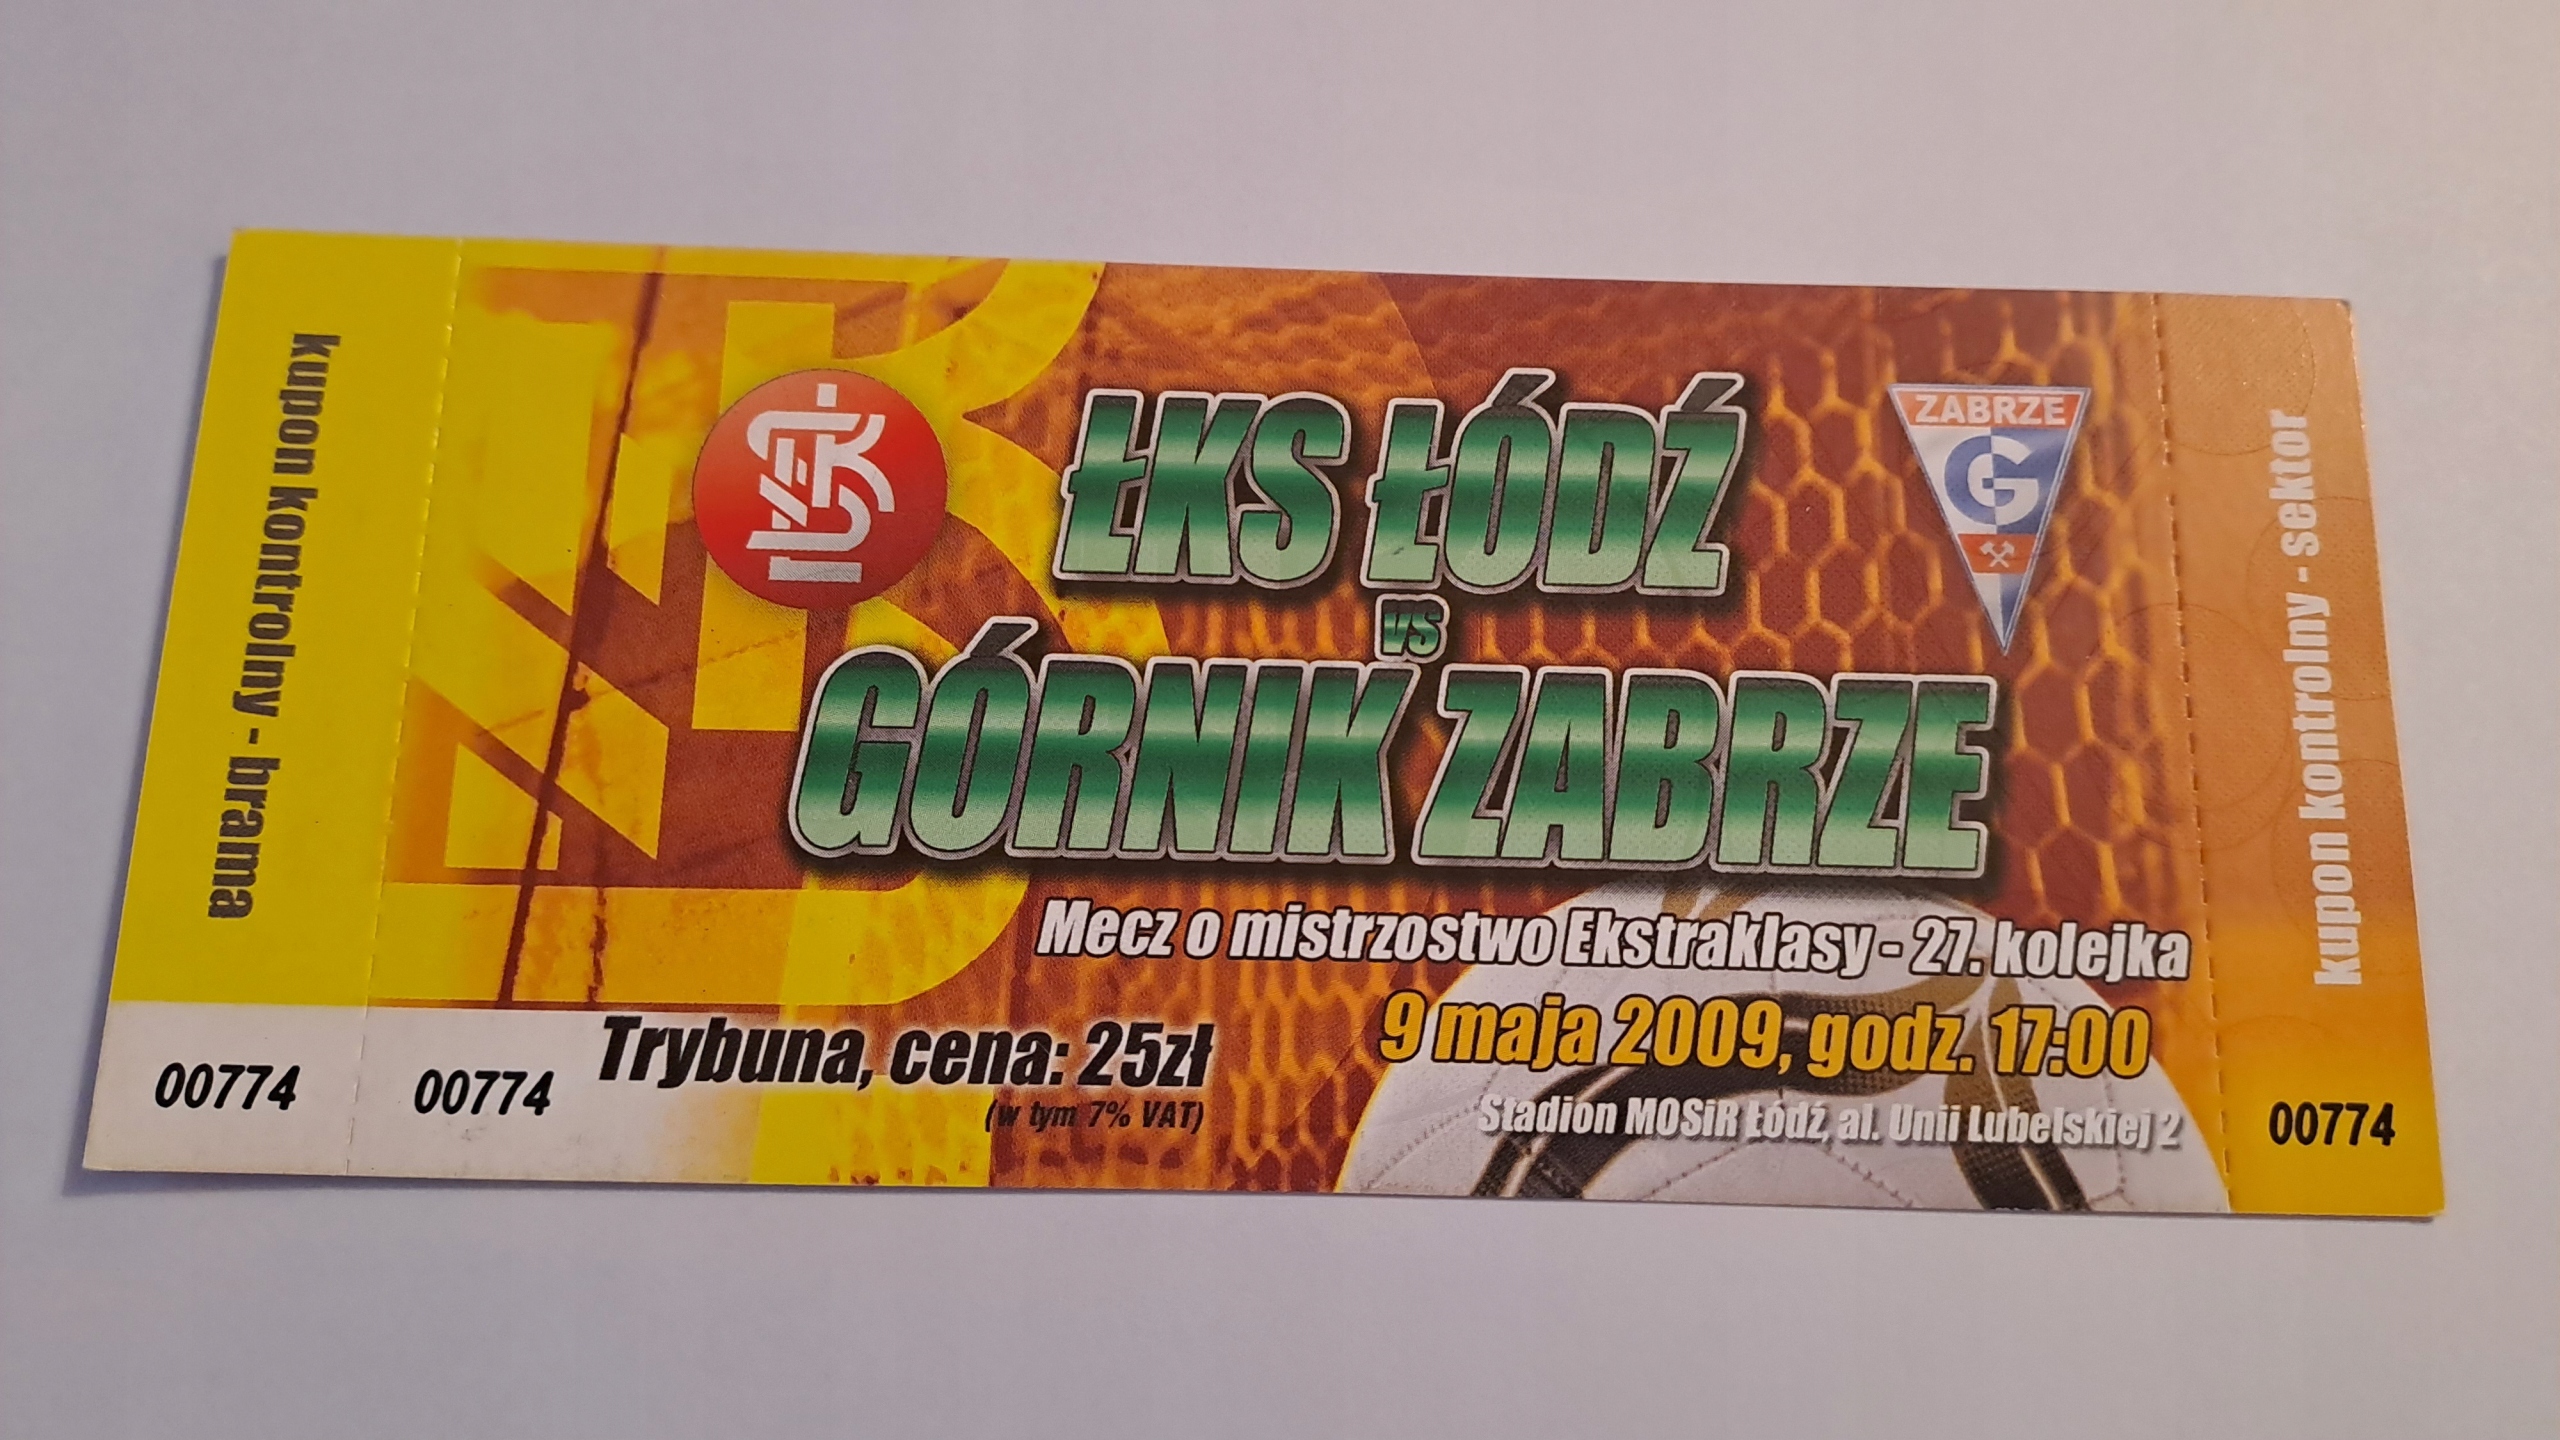 kupon kontrolny - brama
00774
ŁKS ŁÓDŹ
vs
GÓRNIK ZABRZE
ZABRZE
G
ŁKS
Mecz o mistrzostwo Ekstraklasy - 27. kolejka
9 maja 2009, godz. 17:00
Stadion MOSiR Łódź, al. Unii Lubelskiej 2
00774
Trybuna, cena: 25zł
(w tym 7% VAT)
kupon kontrolny - sektor
00774